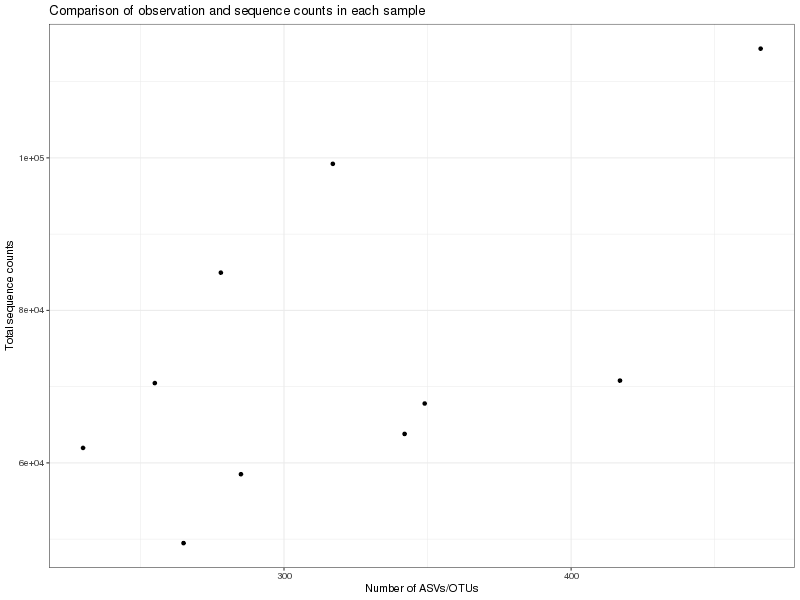 Comparison of observation and sequence counts in each sample
Total sequence counts
1e+05
8e+04
6e+04
300
400
Number of ASVs/OTUs